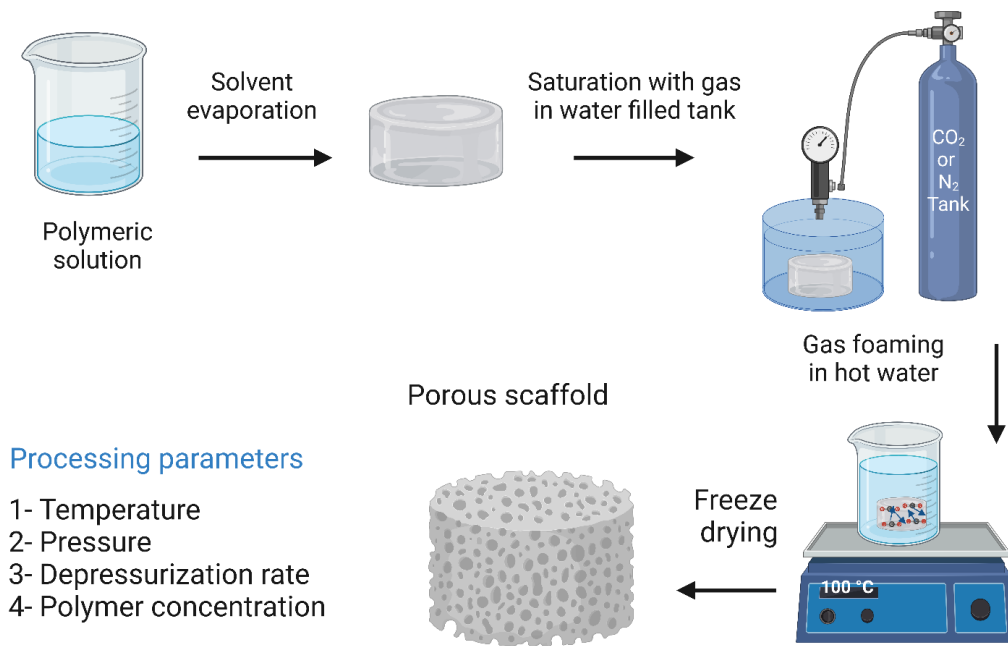 Solvent
evaporation
Saturation with gas
in water filled tank
CO₂
or
N₂
Tank
Polymeric
solution
Gas foaming
in hot water
Porous scaffold
Processing parameters
1- Temperature
2- Pressure
3- Depressurization rate
4- Polymer concentration
Freeze
drying
100 °C